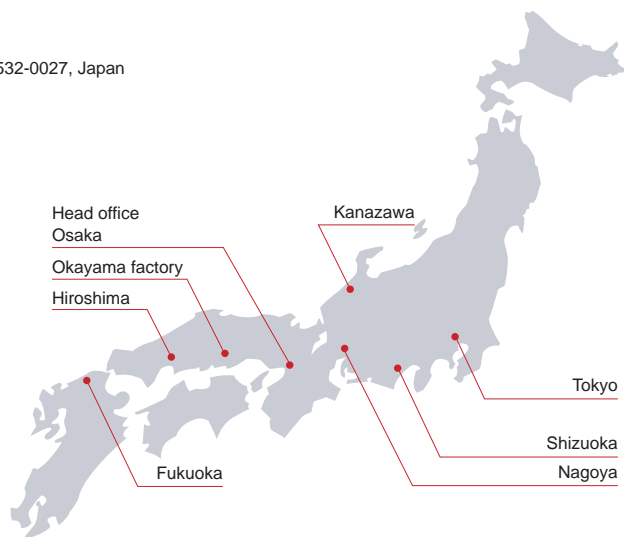 532-0027, Japan
Head office
Osaka
Kanazawa
Okayama factory
Hiroshima
Tokyo
Shizuoka
Fukuoka
Nagoya